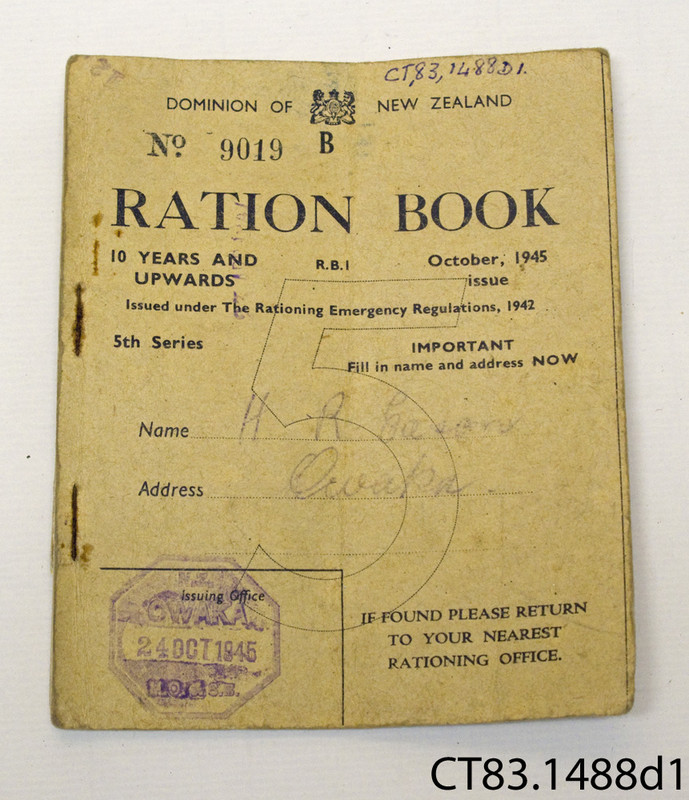 CT83,1488D1.
DOMINION OF NEW ZEALAND
No 9019 B
RATION BOOK
10 YEARS AND UPWARDS
R.B.1
October, 1945 issue
Issued under The Rationing Emergency Regulations, 1942
5th Series
IMPORTANT
Fill in name and address NOW
5
Name H R
Address Owaka.
Issuing Office
OWAKA
24 OCT 1945
IF FOUND PLEASE RETURN
TO YOUR NEAREST
RATIONING OFFICE.
CT83.1488d1